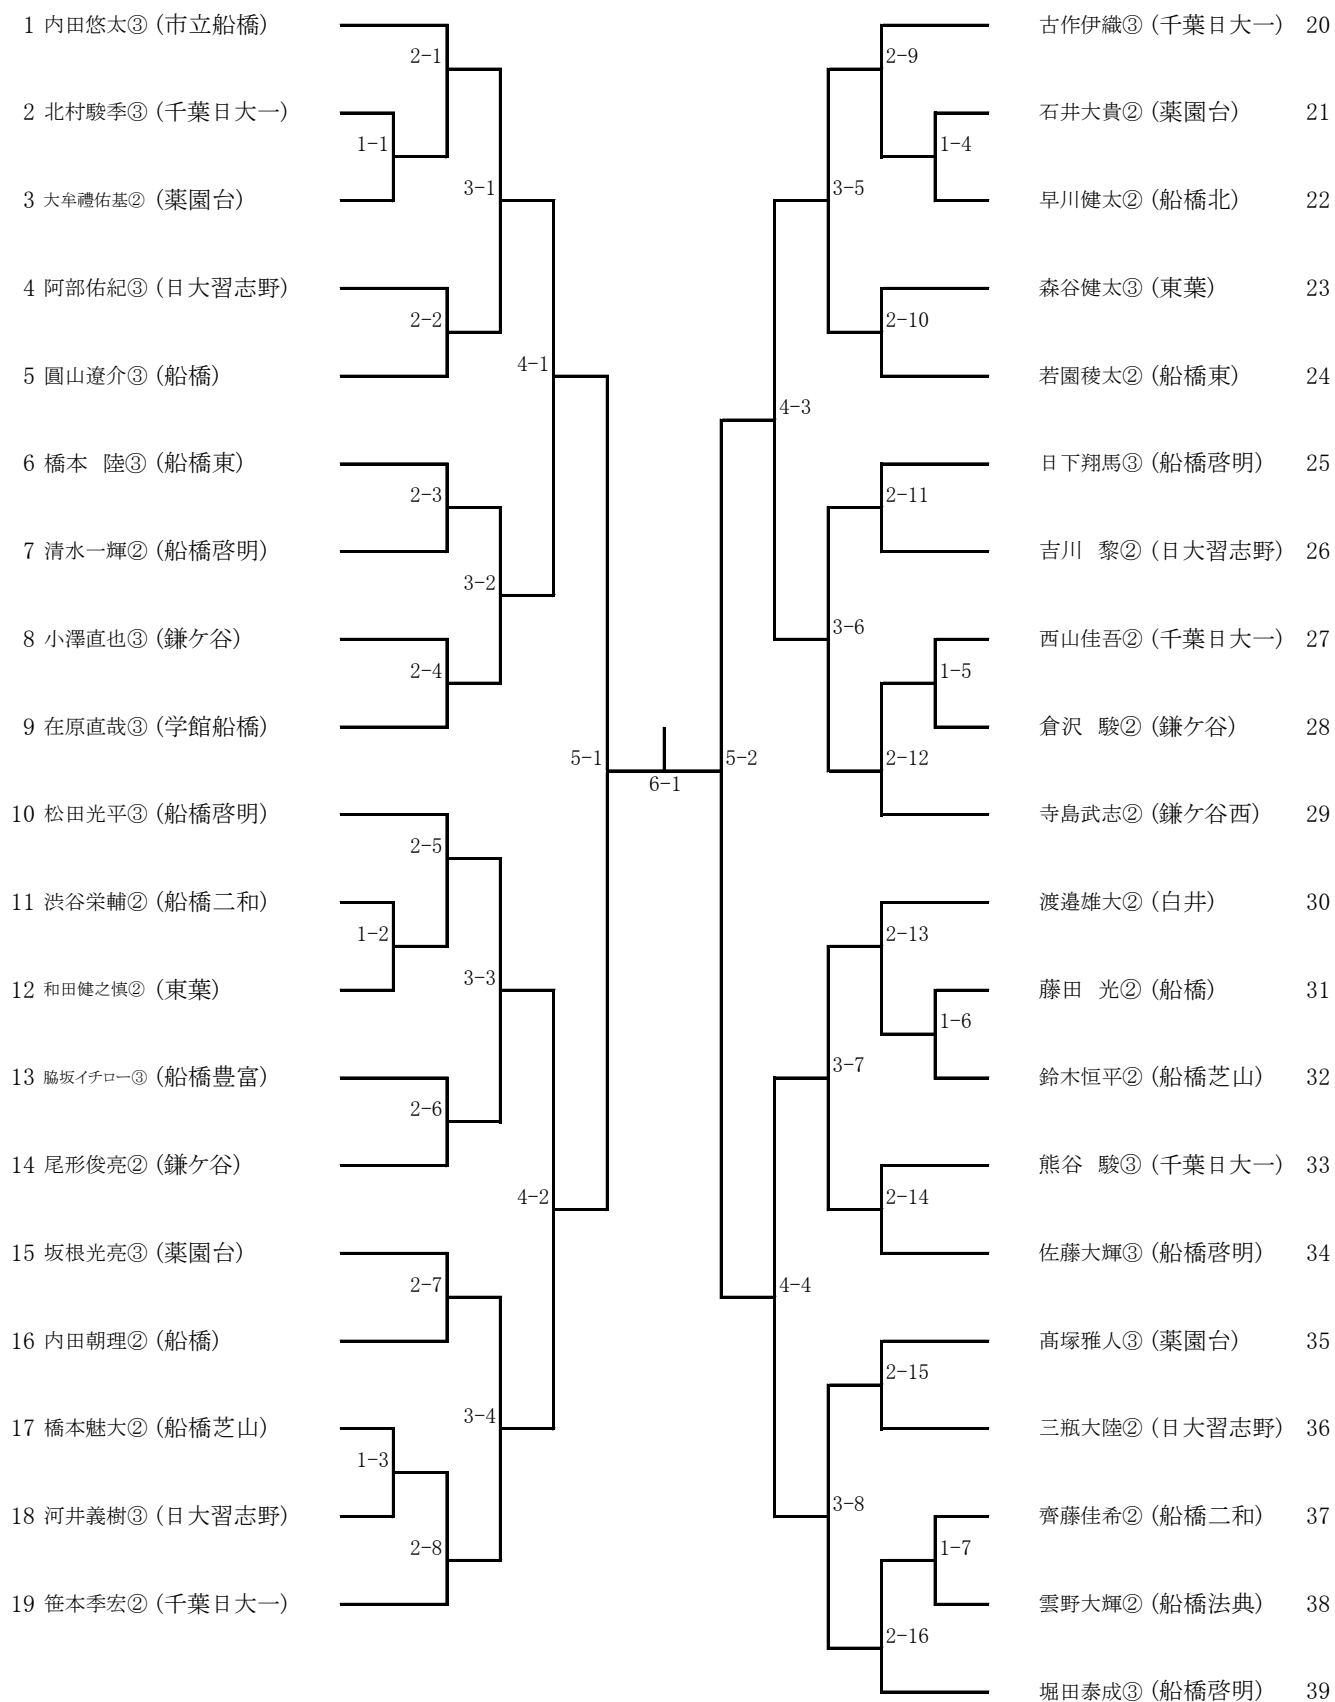 1 内田悠太③ (市立船橋)
2-1
2 北村駿季③ (千葉日大一)
1-1
3 大牟禮佑基② (薬園台)
3-1
4 阿部佑紀③ (日大習志野)
2-2
5 圓山遼介③ (船橋)
4-1
6 橋本 陸③ (船橋東)
2-3
7 清水一輝② (船橋啓明)
3-2
8 小澤直也③ (鎌ケ谷)
2-4
9 在原直哉③ (学館船橋)
5-1
10 松田光平③ (船橋啓明)
2-5
11 渋谷栄輔② (船橋二和)
1-2
12 和田健之慎② (東葉)
3-3
13 脇坂イチロー③ (船橋豊富)
2-6
14 尾形俊亮② (鎌ケ谷)
4-2
15 坂根光亮③ (薬園台)
2-7
16 内田朝理② (船橋)
17 橋本魅大② (船橋芝山)
3-4
1-3
18 河井義樹③ (日大習志野)
2-8
19 笹本季宏② (千葉日大一)
6-1
古作伊織③ (千葉日大一) 20
2-9
石井大貴② (薬園台) 21
1-4
3-5
早川健太② (船橋北) 22
森谷健太③ (東葉) 23
2-10
若園稜太② (船橋東) 24
4-3
日下翔馬③ (船橋啓明) 25
2-11
吉川 黎② (日大習志野) 26
3-6
西山佳吾② (千葉日大一) 27
1-5
倉沢 駿② (鎌ケ谷) 28
5-2
2-12
寺島武志② (鎌ケ谷西) 29
渡邉雄大② (白井) 30
2-13
藤田 光② (船橋) 31
1-6
3-7
鈴木恒平② (船橋芝山) 32
熊谷 駿③ (千葉日大一) 33
2-14
佐藤大輝③ (船橋啓明) 34
4-4
髙塚雅人③ (薬園台) 35
2-15
三瓶大陸② (日大習志野) 36
3-8
齊藤佳希② (船橋二和) 37
1-7
雲野大輝② (船橋法典) 38
2-16
堀田泰成③ (船橋啓明) 39